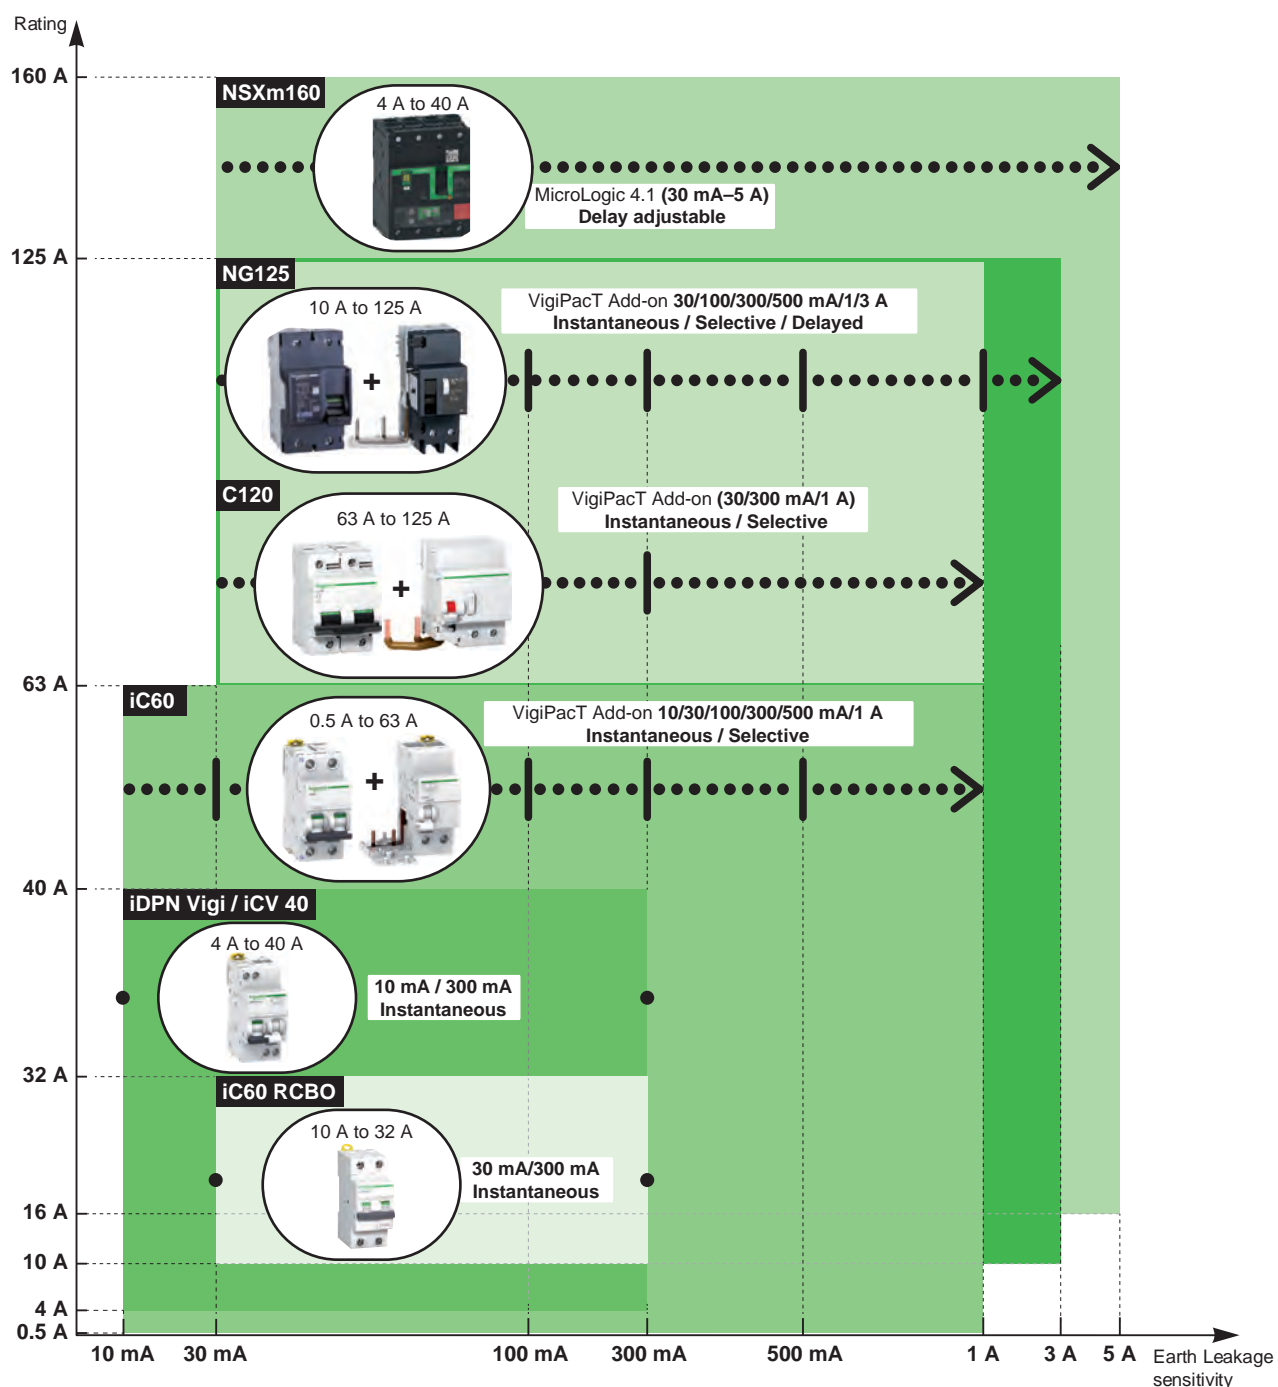 Rating
160 A
NSXm160
4 A to 40 A
MicroLogic 4.1 (30 mA–5 A)
Delay adjustable
125 A
NG125
10 A to 125 A
VigiPacT Add-on 30/100/300/500 mA/1/3 A
Instantaneous / Selective / Delayed
+
C120
63 A to 125 A
VigiPacT Add-on (30/300 mA/1 A)
Instantaneous / Selective
+
63 A
iC60
0.5 A to 63 A
VigiPacT Add-on 10/30/100/300/500 mA/1 A
Instantaneous / Selective
+
40 A
iDPN Vigi / iCV 40
4 A to 40 A
10 mA / 300 mA
Instantaneous
32 A
iC60 RCBO
10 A to 32 A
30 mA/300 mA
Instantaneous
16 A
10 A
4 A
0.5 A
10 mA 30 mA 100 mA 300 mA 500 mA 1 A 3 A 5 A
Earth Leakage
sensitivity